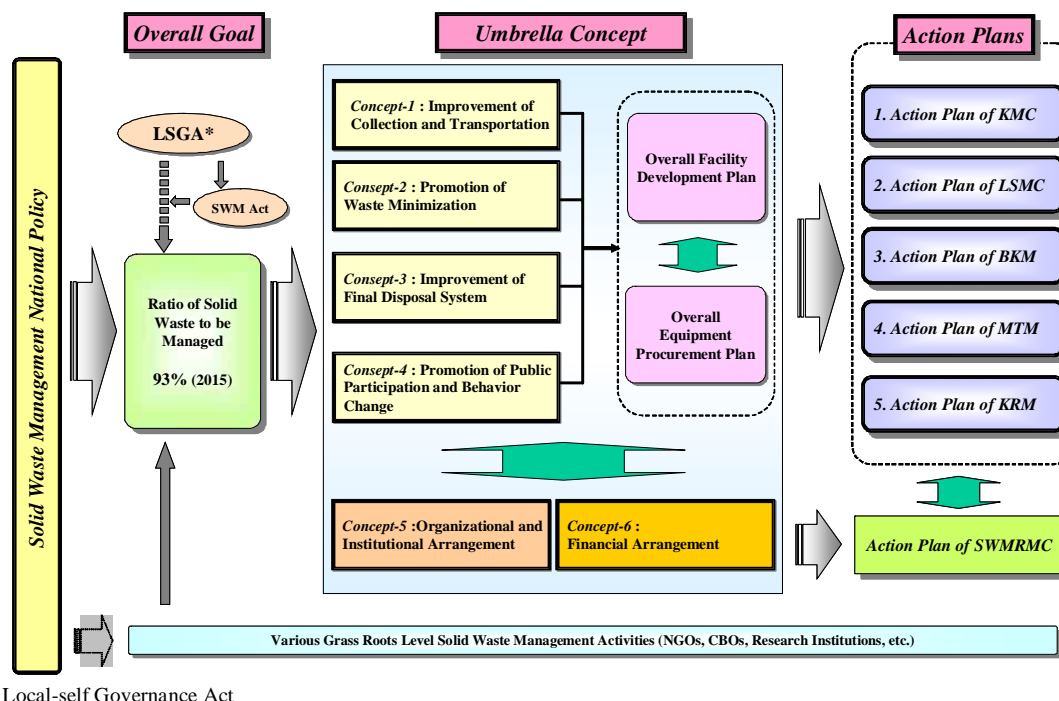 Overall Goal
Umbrella Concept
Action Plans
Solid Waste Management National Policy
LSGA*
SWM Act
Ratio of Solid
Waste to be
Managed
93% (2015)
Concept-1 : Improvement of
Collection and Transportation
Consept-2 : Promotion of
Waste Minimization
Consept-3 : Improvement of
Final Disposal System
Consept-4 : Promotion of Public
Participation and Behavior
Change
Overall Facility
Development Plan
Overall
Equipment
Procurement Plan
Concept-5 :Organizational and
Institutional Arrangement
Concept-6 :
Financial Arrangement
1. Action Plan of KMC
2. Action Plan of LSMC
3. Action Plan of BKM
4. Action Plan of MTM
5. Action Plan of KRM
Action Plan of SWMRMC
Various Grass Roots Level Solid Waste Management Activities (NGOs, CBOs, Research Institutions, etc.)
Local-self Governance Act